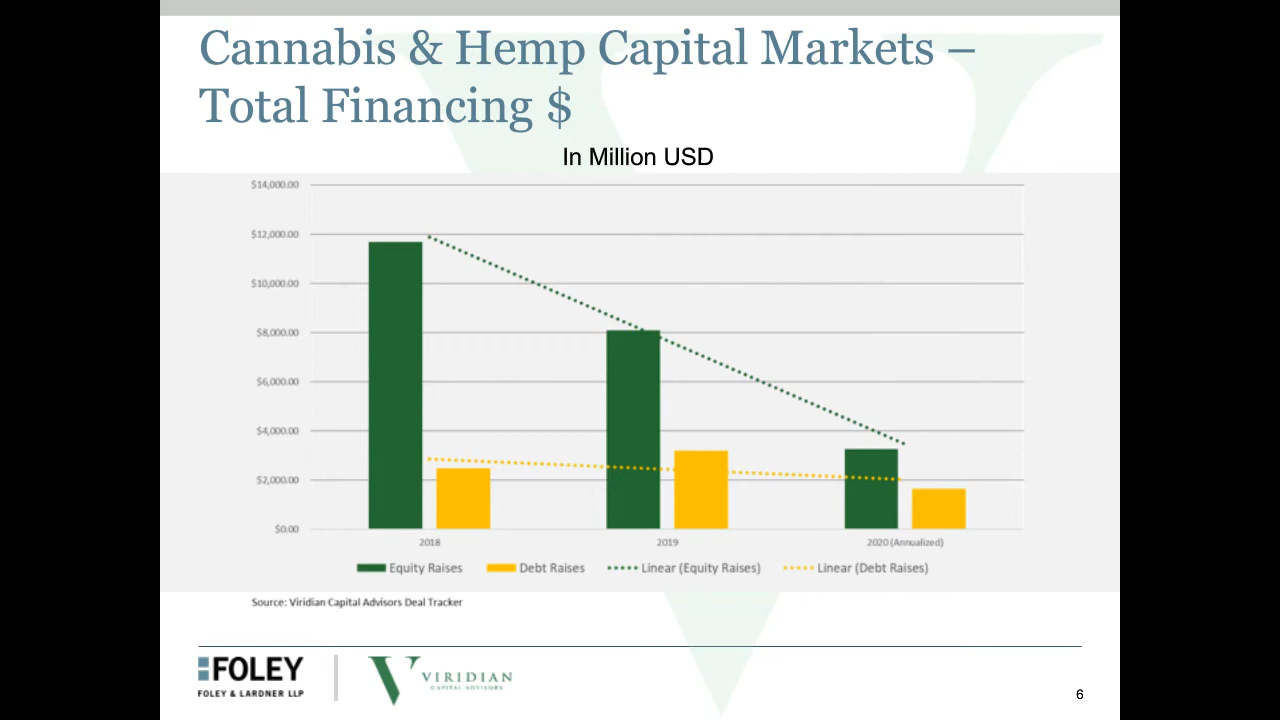 Cannabis & Hemp Capital Markets –
Total Financing $
In Million USD
$14,000.00
$12,000.00
$10,000.00
$8,000.00
$6,000.00
$4,000.00
$2,000.00
$0.00
2018 2019 2020 (Annualized)
Equity Raises Debt Raises Linear (Equity Raises) Linear (Debt Raises)
Source: Viridian Capital Advisors Deal Tracker
FOLEY
FOLEY & LARDNER LLP
VIRIDIAN
CAPITAL ADVISORS
6